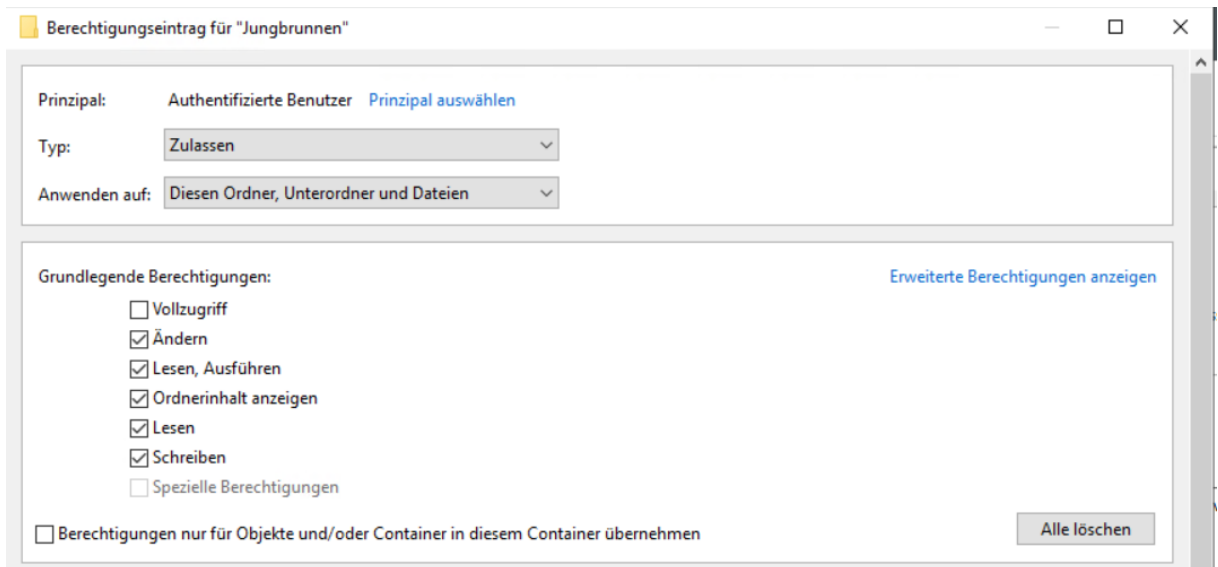 Berechtigungseintrag für "Jungbrunnen"
Prinzipal: Authentifizierte Benutzer Prinzipal auswählen
Typ: Zulassen
Anwenden auf: Diesen Ordner, Unterordner und Dateien
Grundlegende Berechtigungen: Erweiterte Berechtigungen anzeigen
Vollzugriff
Ändern
Lesen, Ausführen
Ordnerinhalt anzeigen
Lesen
Schreiben
Spezielle Berechtigungen
Berechtigungen nur für Objekte und/oder Container in diesem Container übernehmen
Alle löschen